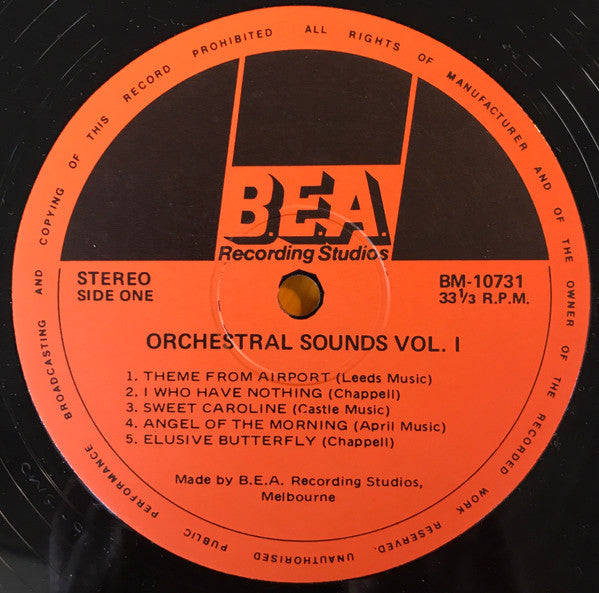 UNAUTHORISED PUBLIC PERFORMANCE BROADCASTING AND COPYING OF THIS RECORD PROHIBITED ALL RIGHTS OF MANUFACTURER AND OF THE OWNER OF THE RECORDED WORK RESERVED.
B.E.A.
Recording Studios
STEREO
SIDE ONE
BM-10731
33⅓ R.P.M.
ORCHESTRAL SOUNDS VOL. I
1. THEME FROM AIRPORT (Leeds Music)
2. I WHO HAVE NOTHING (Chappell)
3. SWEET CAROLINE (Castle Music)
4. ANGEL OF THE MORNING (April Music)
5. ELUSIVE BUTTERFLY (Chappell)
Made by B.E.A. Recording Studios,
Melbourne